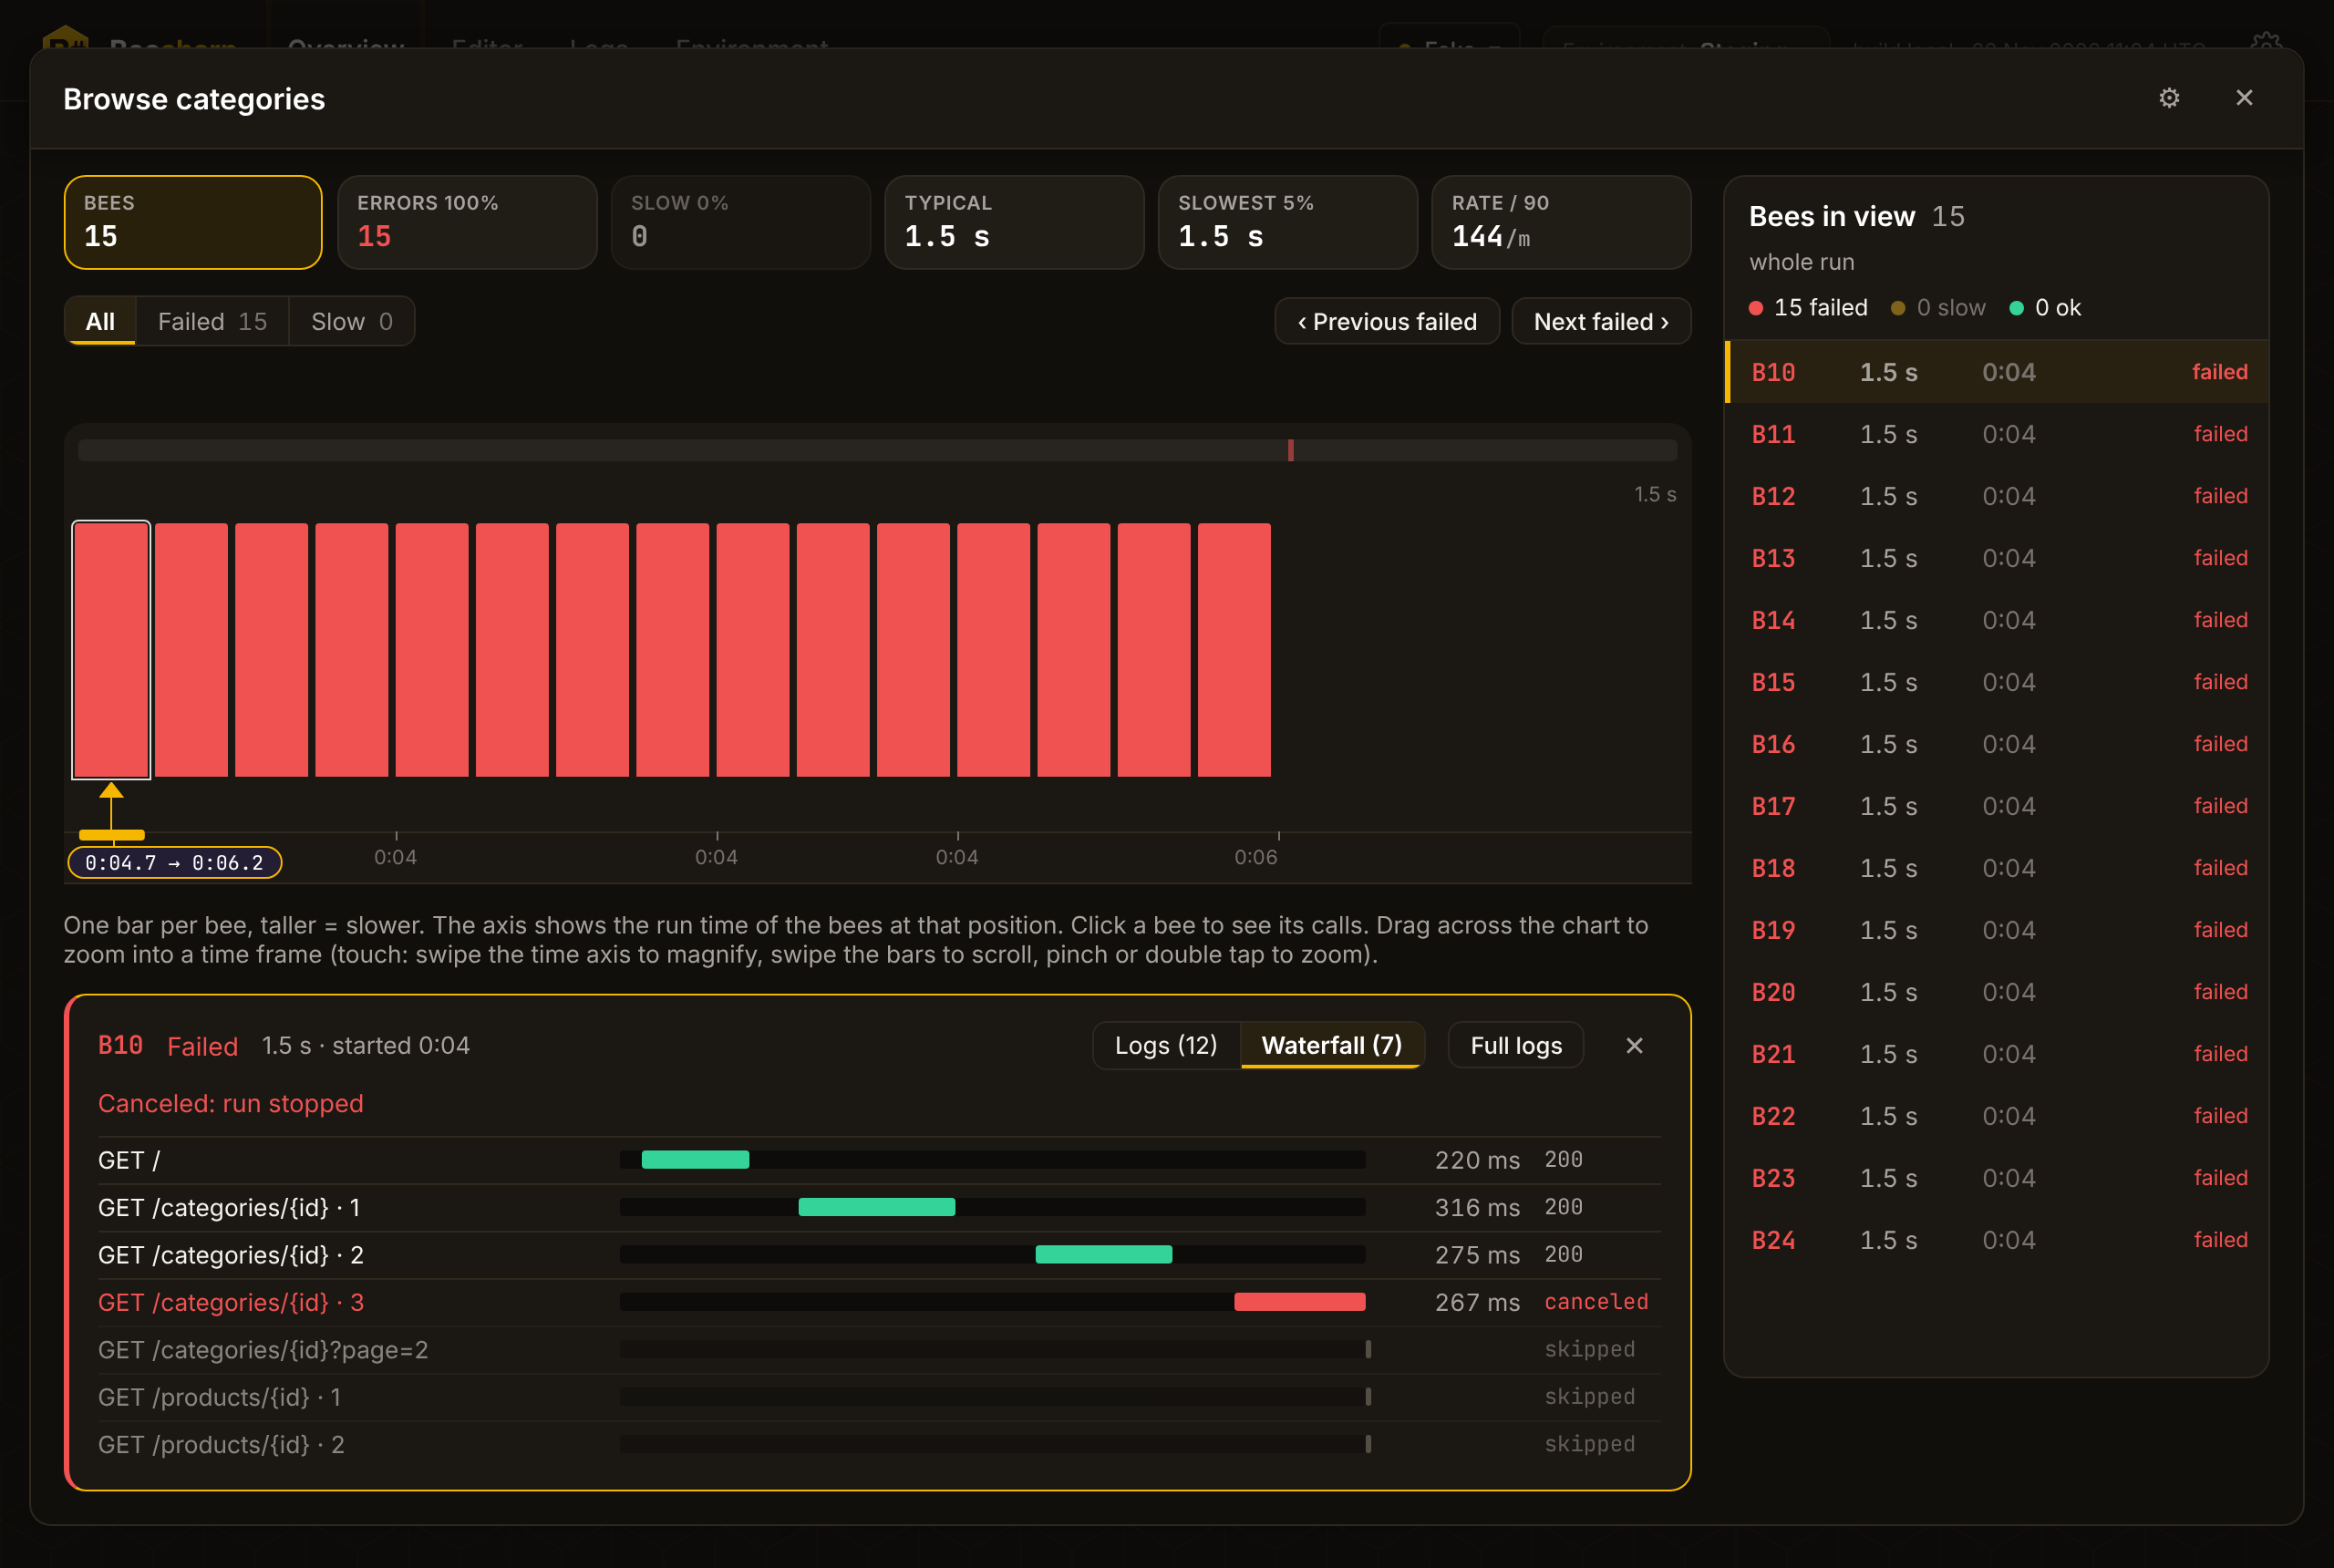 Overview
Browse categories
⚙ ✕
BEES
15
ERRORS 100%
15
SLOW 0%
0
TYPICAL
1.5 s
SLOWEST 5%
1.5 s
RATE / 90
144/m
All
Failed 15
Slow 0
‹ Previous failed
Next failed ›
1.5 s
0:04.7 → 0:06.2
0:04
0:04
0:04
0:06
One bar per bee, taller = slower. The axis shows the run time of the bees at that position. Click a bee to see its calls. Drag across the chart to
zoom into a time frame (touch: swipe the time axis to magnify, swipe the bars to scroll, pinch or double tap to zoom).
B10 Failed 1.5 s · started 0:04
Logs (12)
Waterfall (7)
Full logs
✕
Canceled: run stopped
GET / 220 ms 200
GET /categories/{id} · 1 316 ms 200
GET /categories/{id} · 2 275 ms 200
GET /categories/{id} · 3 267 ms canceled
GET /categories/{id}?page=2 skipped
GET /products/{id} · 1 skipped
GET /products/{id} · 2 skipped
Bees in view 15
whole run
15 failed 0 slow 0 ok
B10 1.5 s 0:04 failed
B11 1.5 s 0:04 failed
B12 1.5 s 0:04 failed
B13 1.5 s 0:04 failed
B14 1.5 s 0:04 failed
B15 1.5 s 0:04 failed
B16 1.5 s 0:04 failed
B17 1.5 s 0:04 failed
B18 1.5 s 0:04 failed
B19 1.5 s 0:04 failed
B20 1.5 s 0:04 failed
B21 1.5 s 0:04 failed
B22 1.5 s 0:04 failed
B23 1.5 s 0:04 failed
B24 1.5 s 0:04 failed